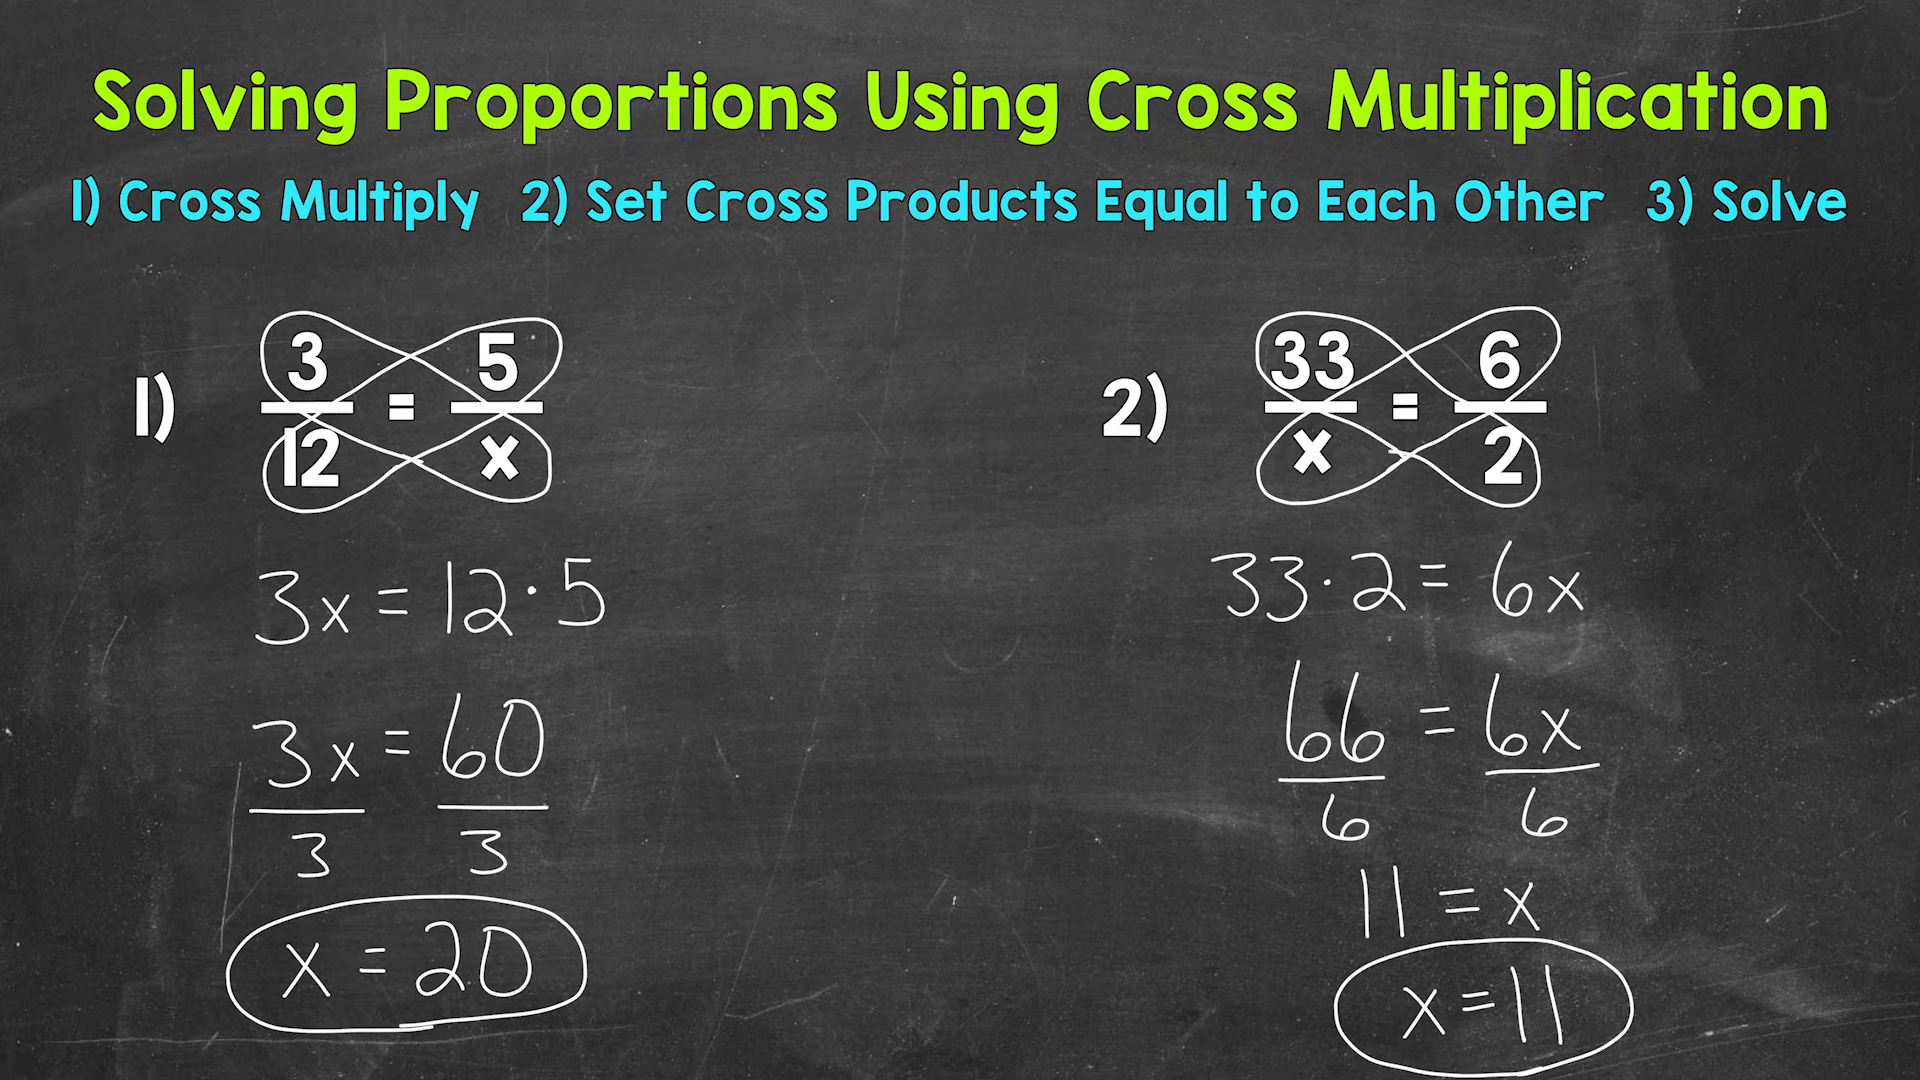 Solving Proportions Using Cross Multiplication
1) Cross Multiply 2) Set Cross Products Equal to Each Other 3) Solve
1) 3/12 = 5/x
3x = 12 · 5
3x/3 = 60/3
x = 20
2) 33/x = 6/2
33 · 2 = 6x
66/6 = 6x/6
11 = x
x = 11